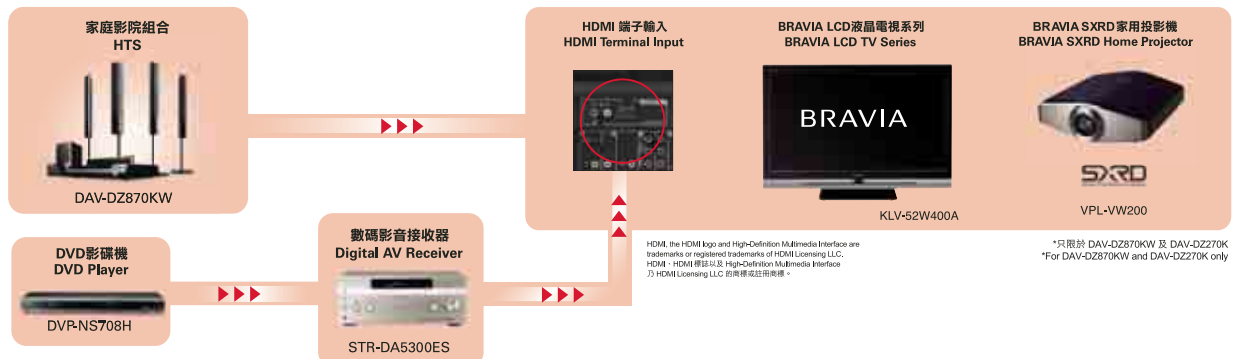 家庭影院組合
HTS
DAV-DZ870KW
DVD影碟機
DVD Player
DVP-NS708H
數碼影音接收器
Digital AV Receiver
STR-DA5300ES
HDMI 端子輸入
HDMI Terminal Input
BRAVIA LCD液晶電視系列
BRAVIA LCD TV Series
BRAVIA
KLV-52W400A
BRAVIA SXRD家用投影機
BRAVIA SXRD Home Projector
SXRD
VPL-VW200
HDMI, the HDMI logo and High-Definition Multimedia Interface are
trademarks or registered trademarks of HDMI Licensing LLC.
HDMI、HDMI 標誌以及 High-Definition Multimedia Interface
乃 HDMI Licensing LLC 的商標或註冊商標。
*只限於 DAV-DZ870KW 及 DAV-DZ270K
*For DAV-DZ870KW and DAV-DZ270K only